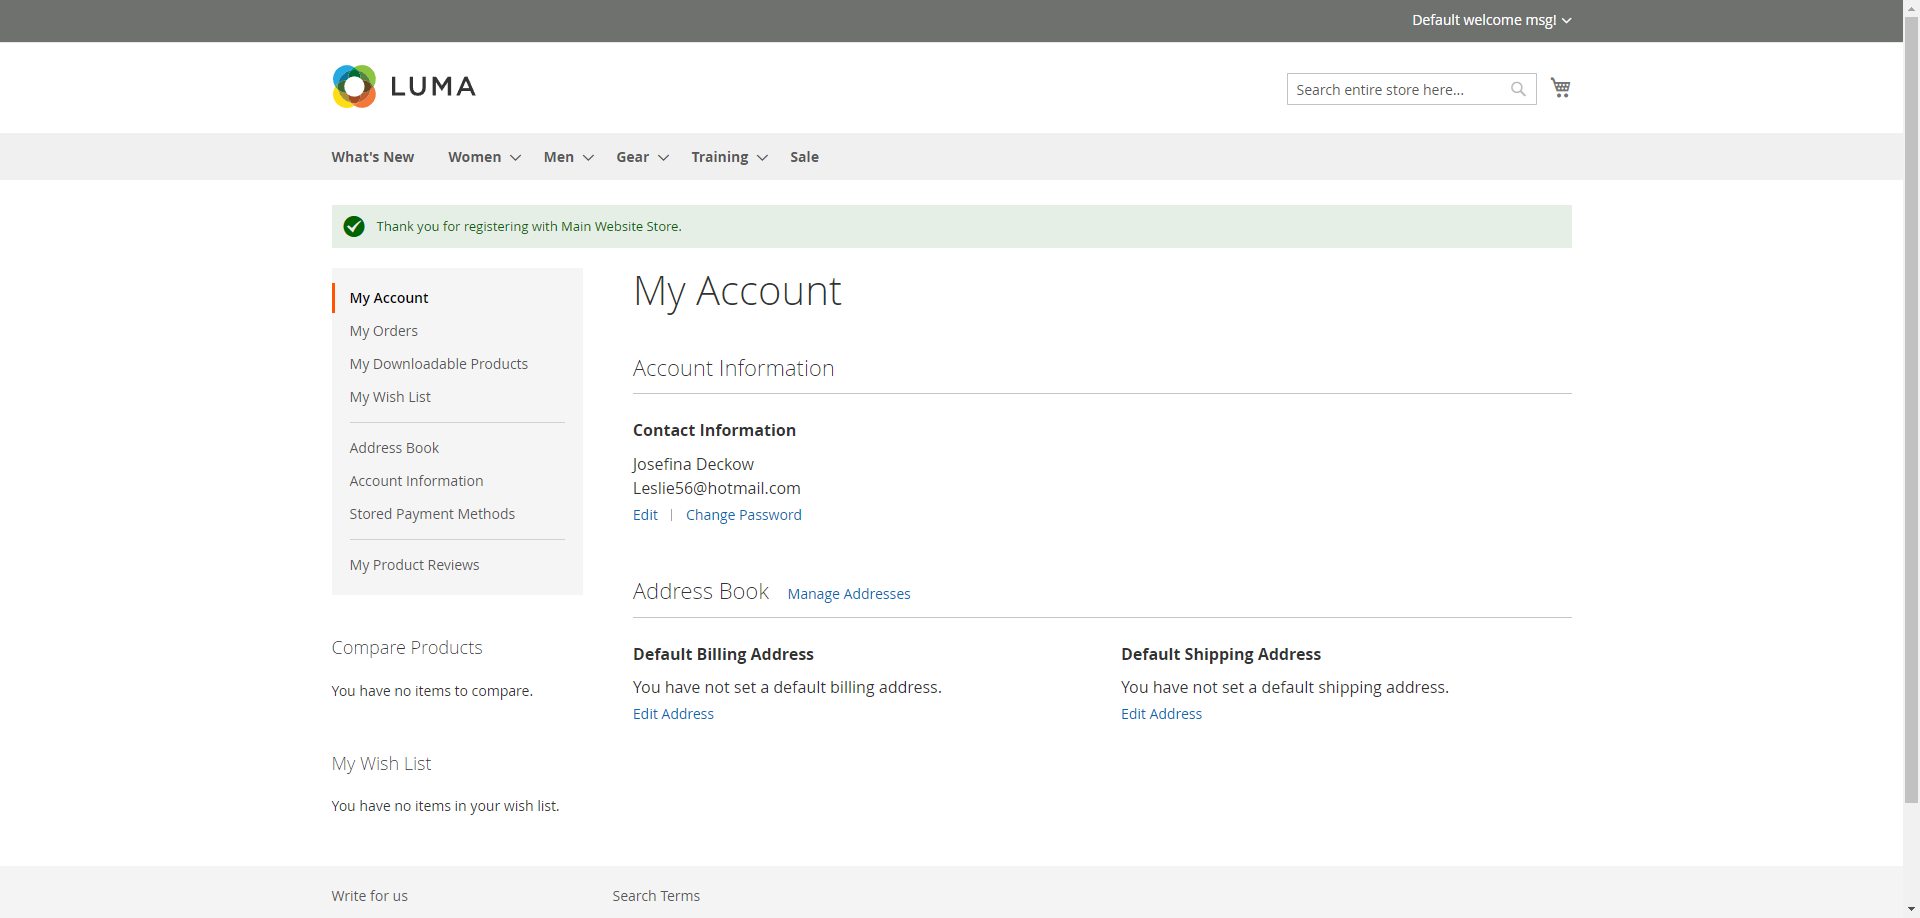 Default welcome msg!
LUMA
Search entire store here...
What's New Women Men Gear Training Sale
Thank you for registering with Main Website Store.
My Account
My Orders
My Downloadable Products
My Wish List
Address Book
Account Information
Stored Payment Methods
My Product Reviews
Compare Products
You have no items to compare.
My Wish List
You have no items in your wish list.
My Account
Account Information
Contact Information
Josefina Deckow
Leslie56@hotmail.com
Edit | Change Password
Address Book Manage Addresses
Default Billing Address
You have not set a default billing address.
Edit Address
Default Shipping Address
You have not set a default shipping address.
Edit Address
Write for us
Search Terms